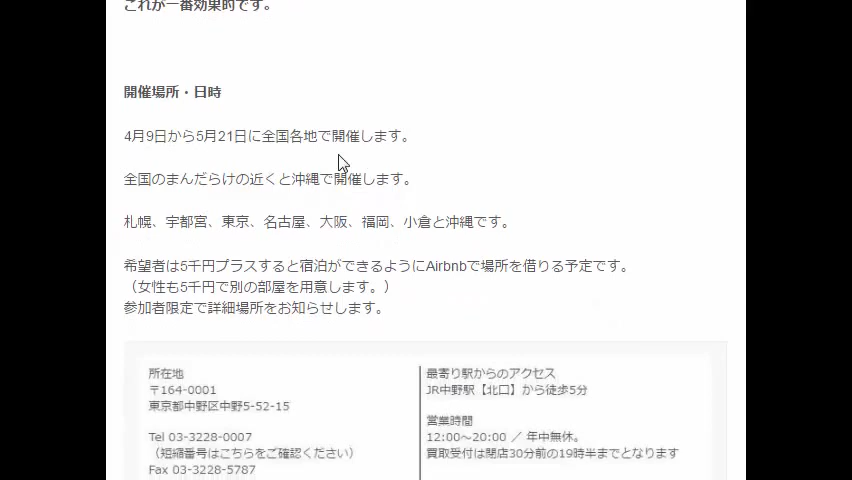 これが一番効果的です。
開催場所・日時
4月9日から5月21日に全国各地で開催します。
全国のまんだらけの近くと沖縄で開催します。
札幌、宇都宮、東京、名古屋、大阪、福岡、小倉と沖縄です。
希望者は5千円プラスすると宿泊ができるようにAirbnbで場所を借りる予定です。
（女性も5千円で別の部屋を用意します。）
参加者限定で詳細場所をお知らせします。
所在地
〒164-0001
東京都中野区中野5-52-15
Tel 03-3228-0007
（短縮番号はこちらをご確認ください）
Fax 03-3228-5787
最寄り駅からのアクセス
JR中野駅【北口】から徒歩5分
営業時間
12:00～20:00 ／ 年中無休。
買取受付は閉店30分前の19時半までとなります